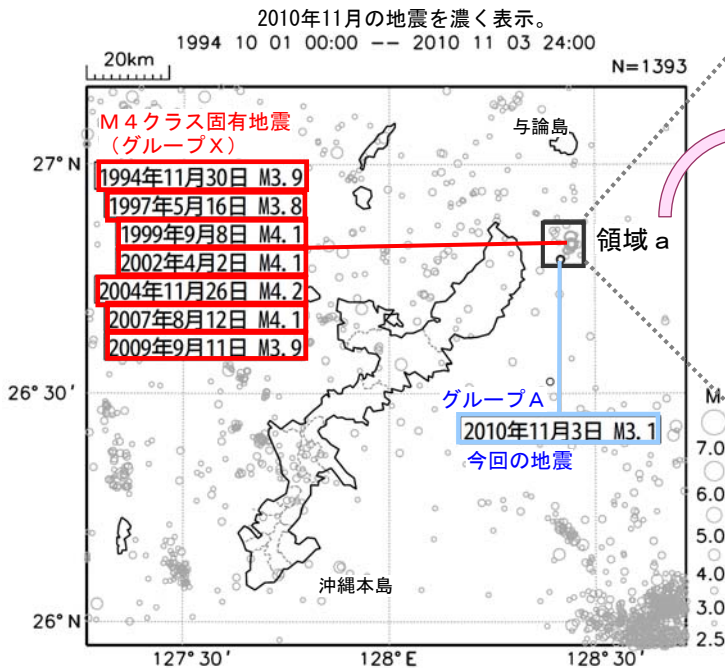 2010年11月の地震を濃く表示。
1994 10 01 00:00 -- 2010 11 03 24:00
20km
N=1393
M4クラス固有地震
(グループX)
与論島
27°N
1994年11月30日 M3.9
1997年5月16日 M3.8
1999年9月8日 M4.1
領域a
2002年4月2日 M4.1
2004年11月26日 M4.2
2007年8月12日 M4.1
2009年9月11日 M3.9
26°30'
グループA
M
2010年11月3日 M3.1
7.0
今回の地震
6.0
5.0
沖縄本島
4.0
3.0
26°N
2.5
127°30'
128°E
128°30'